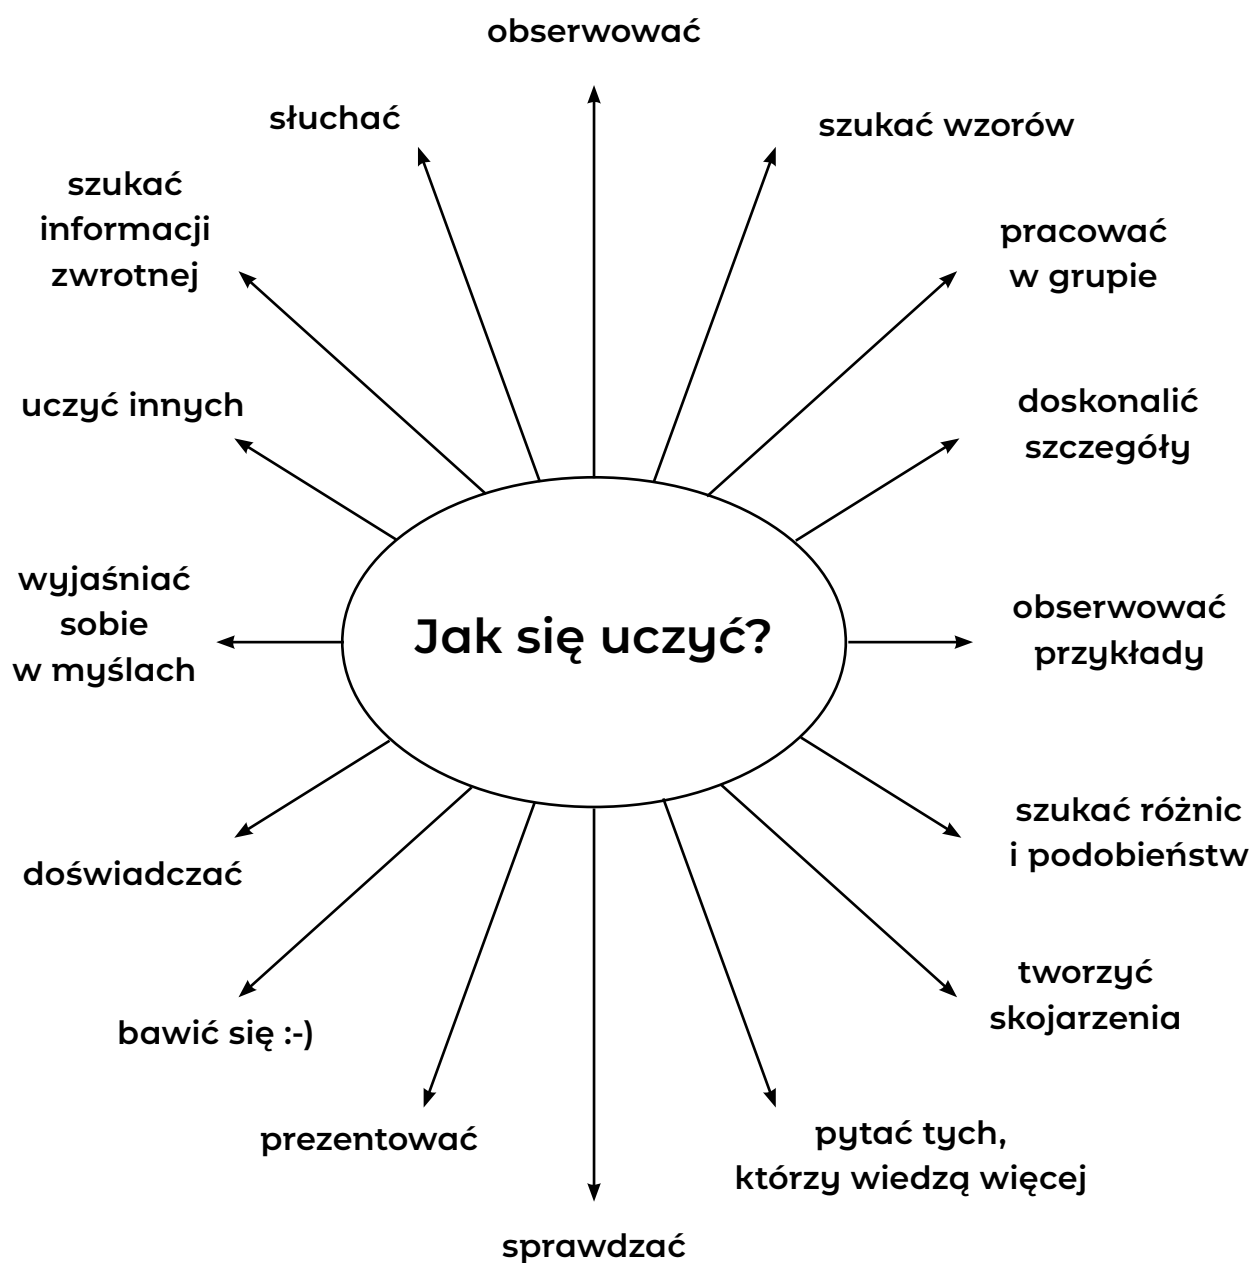 obserwować
słuchać
szukać wzorów
szukać
informacji
zwrotnej
pracować
w grupie
uczyć innych
doskonalić
szczegóły
wyjaśniać
sobie
w myślach
Jak się uczyć?
obserwować
przykłady
szukać różnic
i podobieństw
doświadczać
tworzyć
skojarzenia
bawić się :-)
prezentować
pytać tych,
którzy wiedzą więcej
sprawdzać